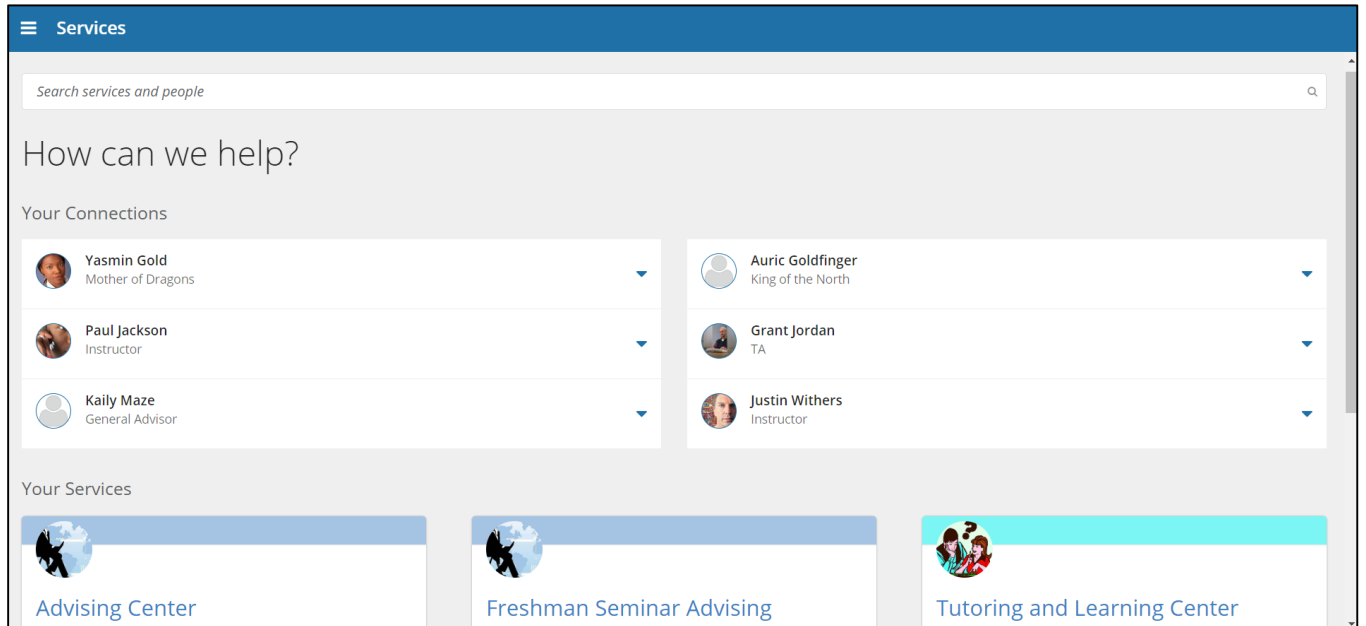 Services
Search services and people
How can we help?
Your Connections
Yasmin Gold
Mother of Dragons
Auric Goldfinger
King of the North
Paul Jackson
Instructor
Grant Jordan
TA
Kaily Maze
General Advisor
Justin Withers
Instructor
Your Services
Advising Center
Freshman Seminar Advising
Tutoring and Learning Center